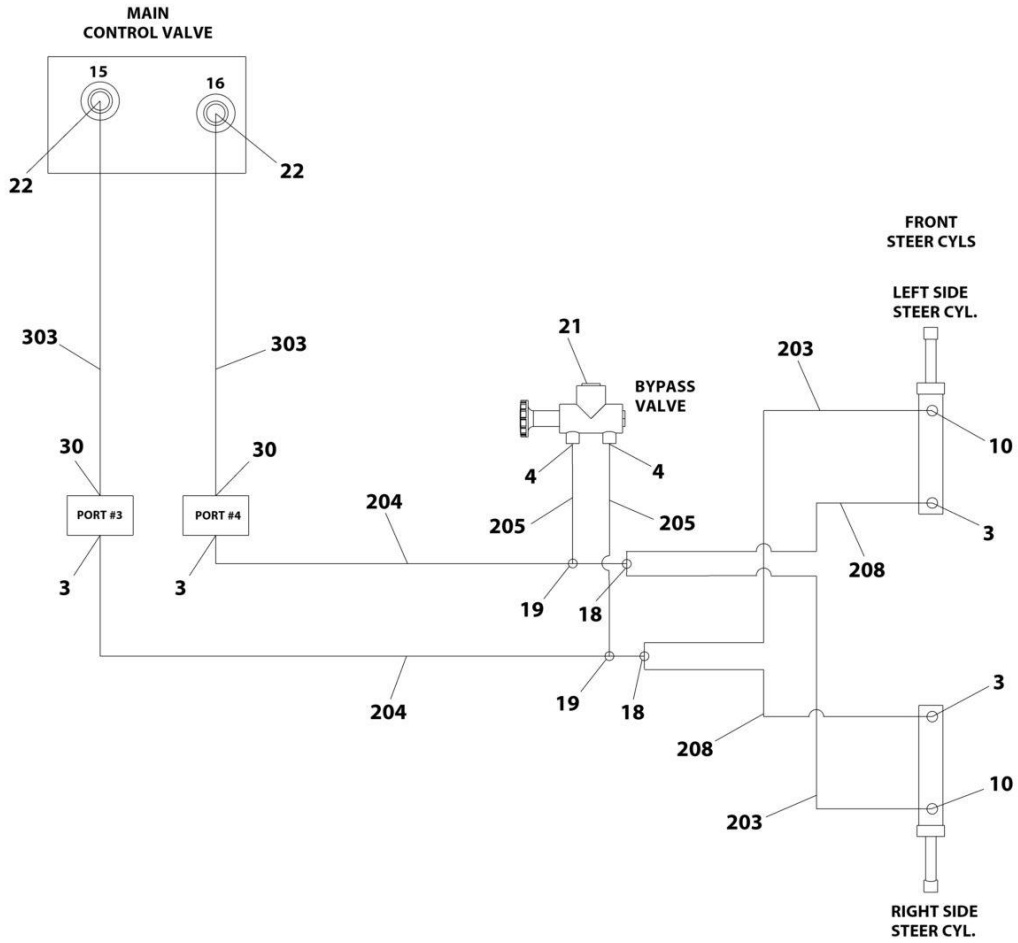 MAIN
CONTROL VALVE
15
16
22
22
FRONT
STEER CYLS
LEFT SIDE
STEER CYL.
303
303
21
203
BYPASS
VALVE
10
30
30
4
4
204
205
205
PORT #3
PORT #4
3
208
3
3
19
18
3
204
19
18
208
10
203
RIGHT SIDE
STEER CYL.